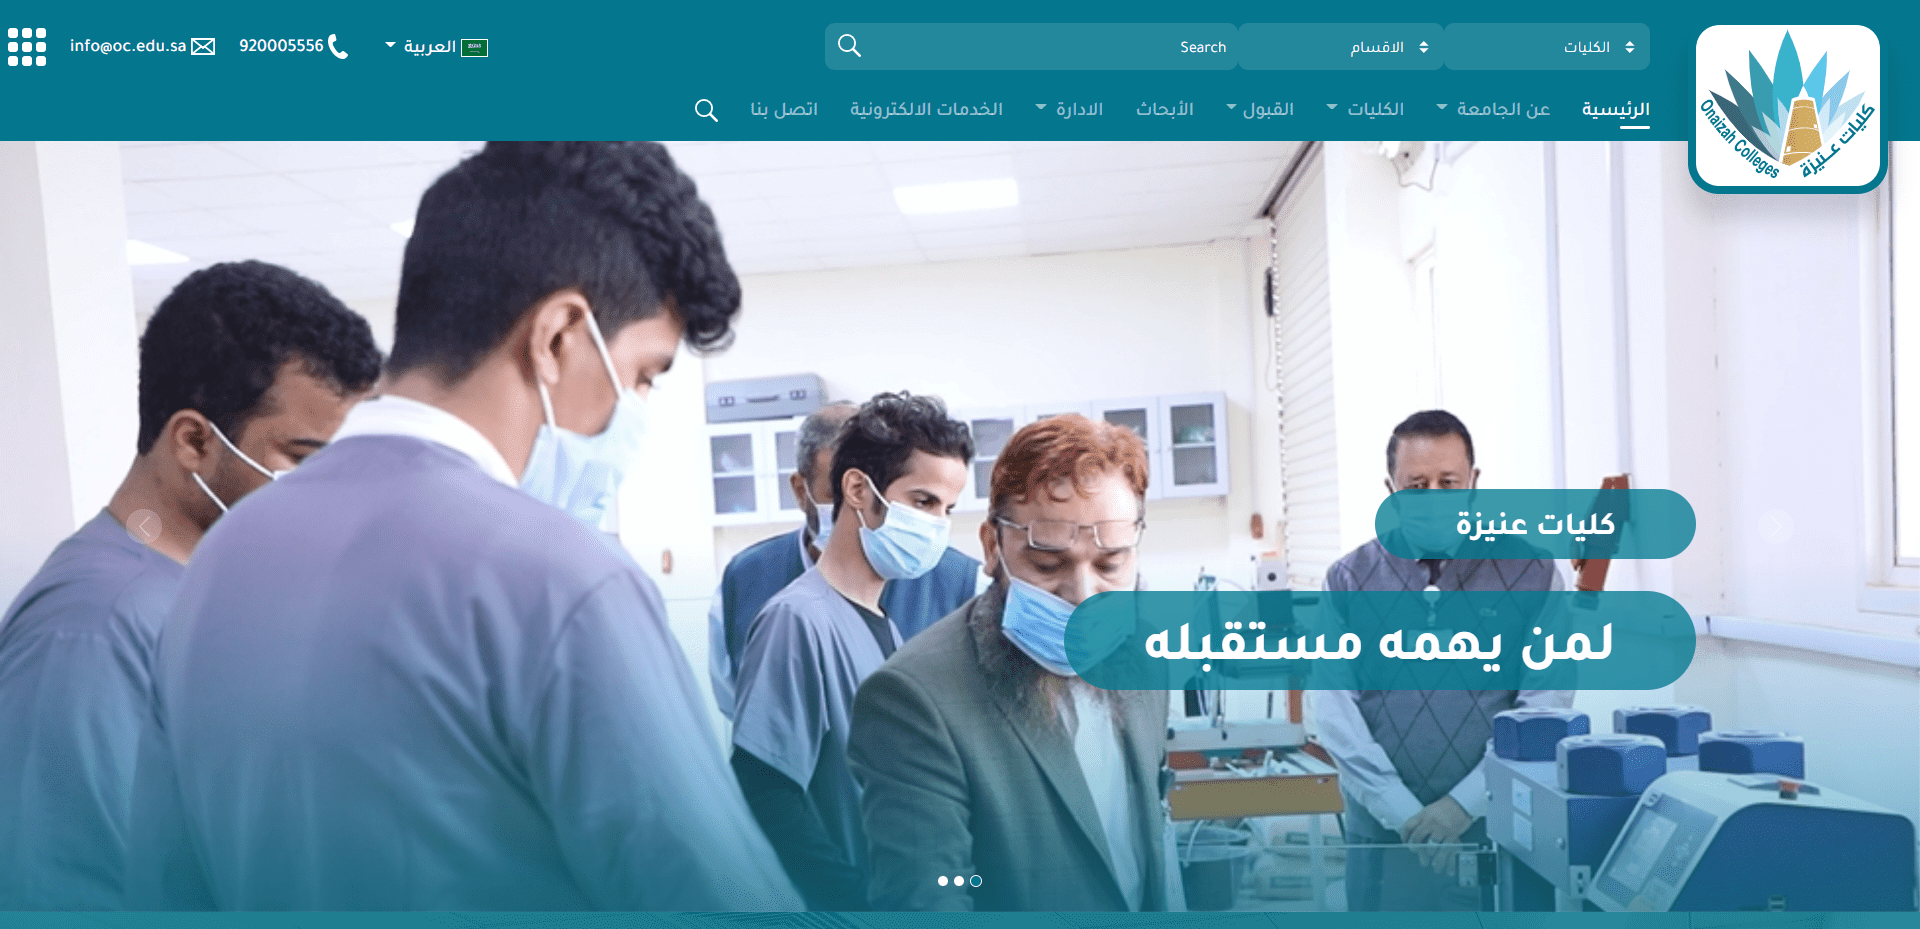 الكليات
الاقسام
Search
العربية
920005556
info@oc.edu.sa
الرئيسية
عن الجامعة
الكليات
القبول
الأبحاث
الادارة
الخدمات الالكترونية
اتصل بنا
Onaizah Colleges
كليات عنيزة
كليات عنيزة
لمن يهمه مستقبله